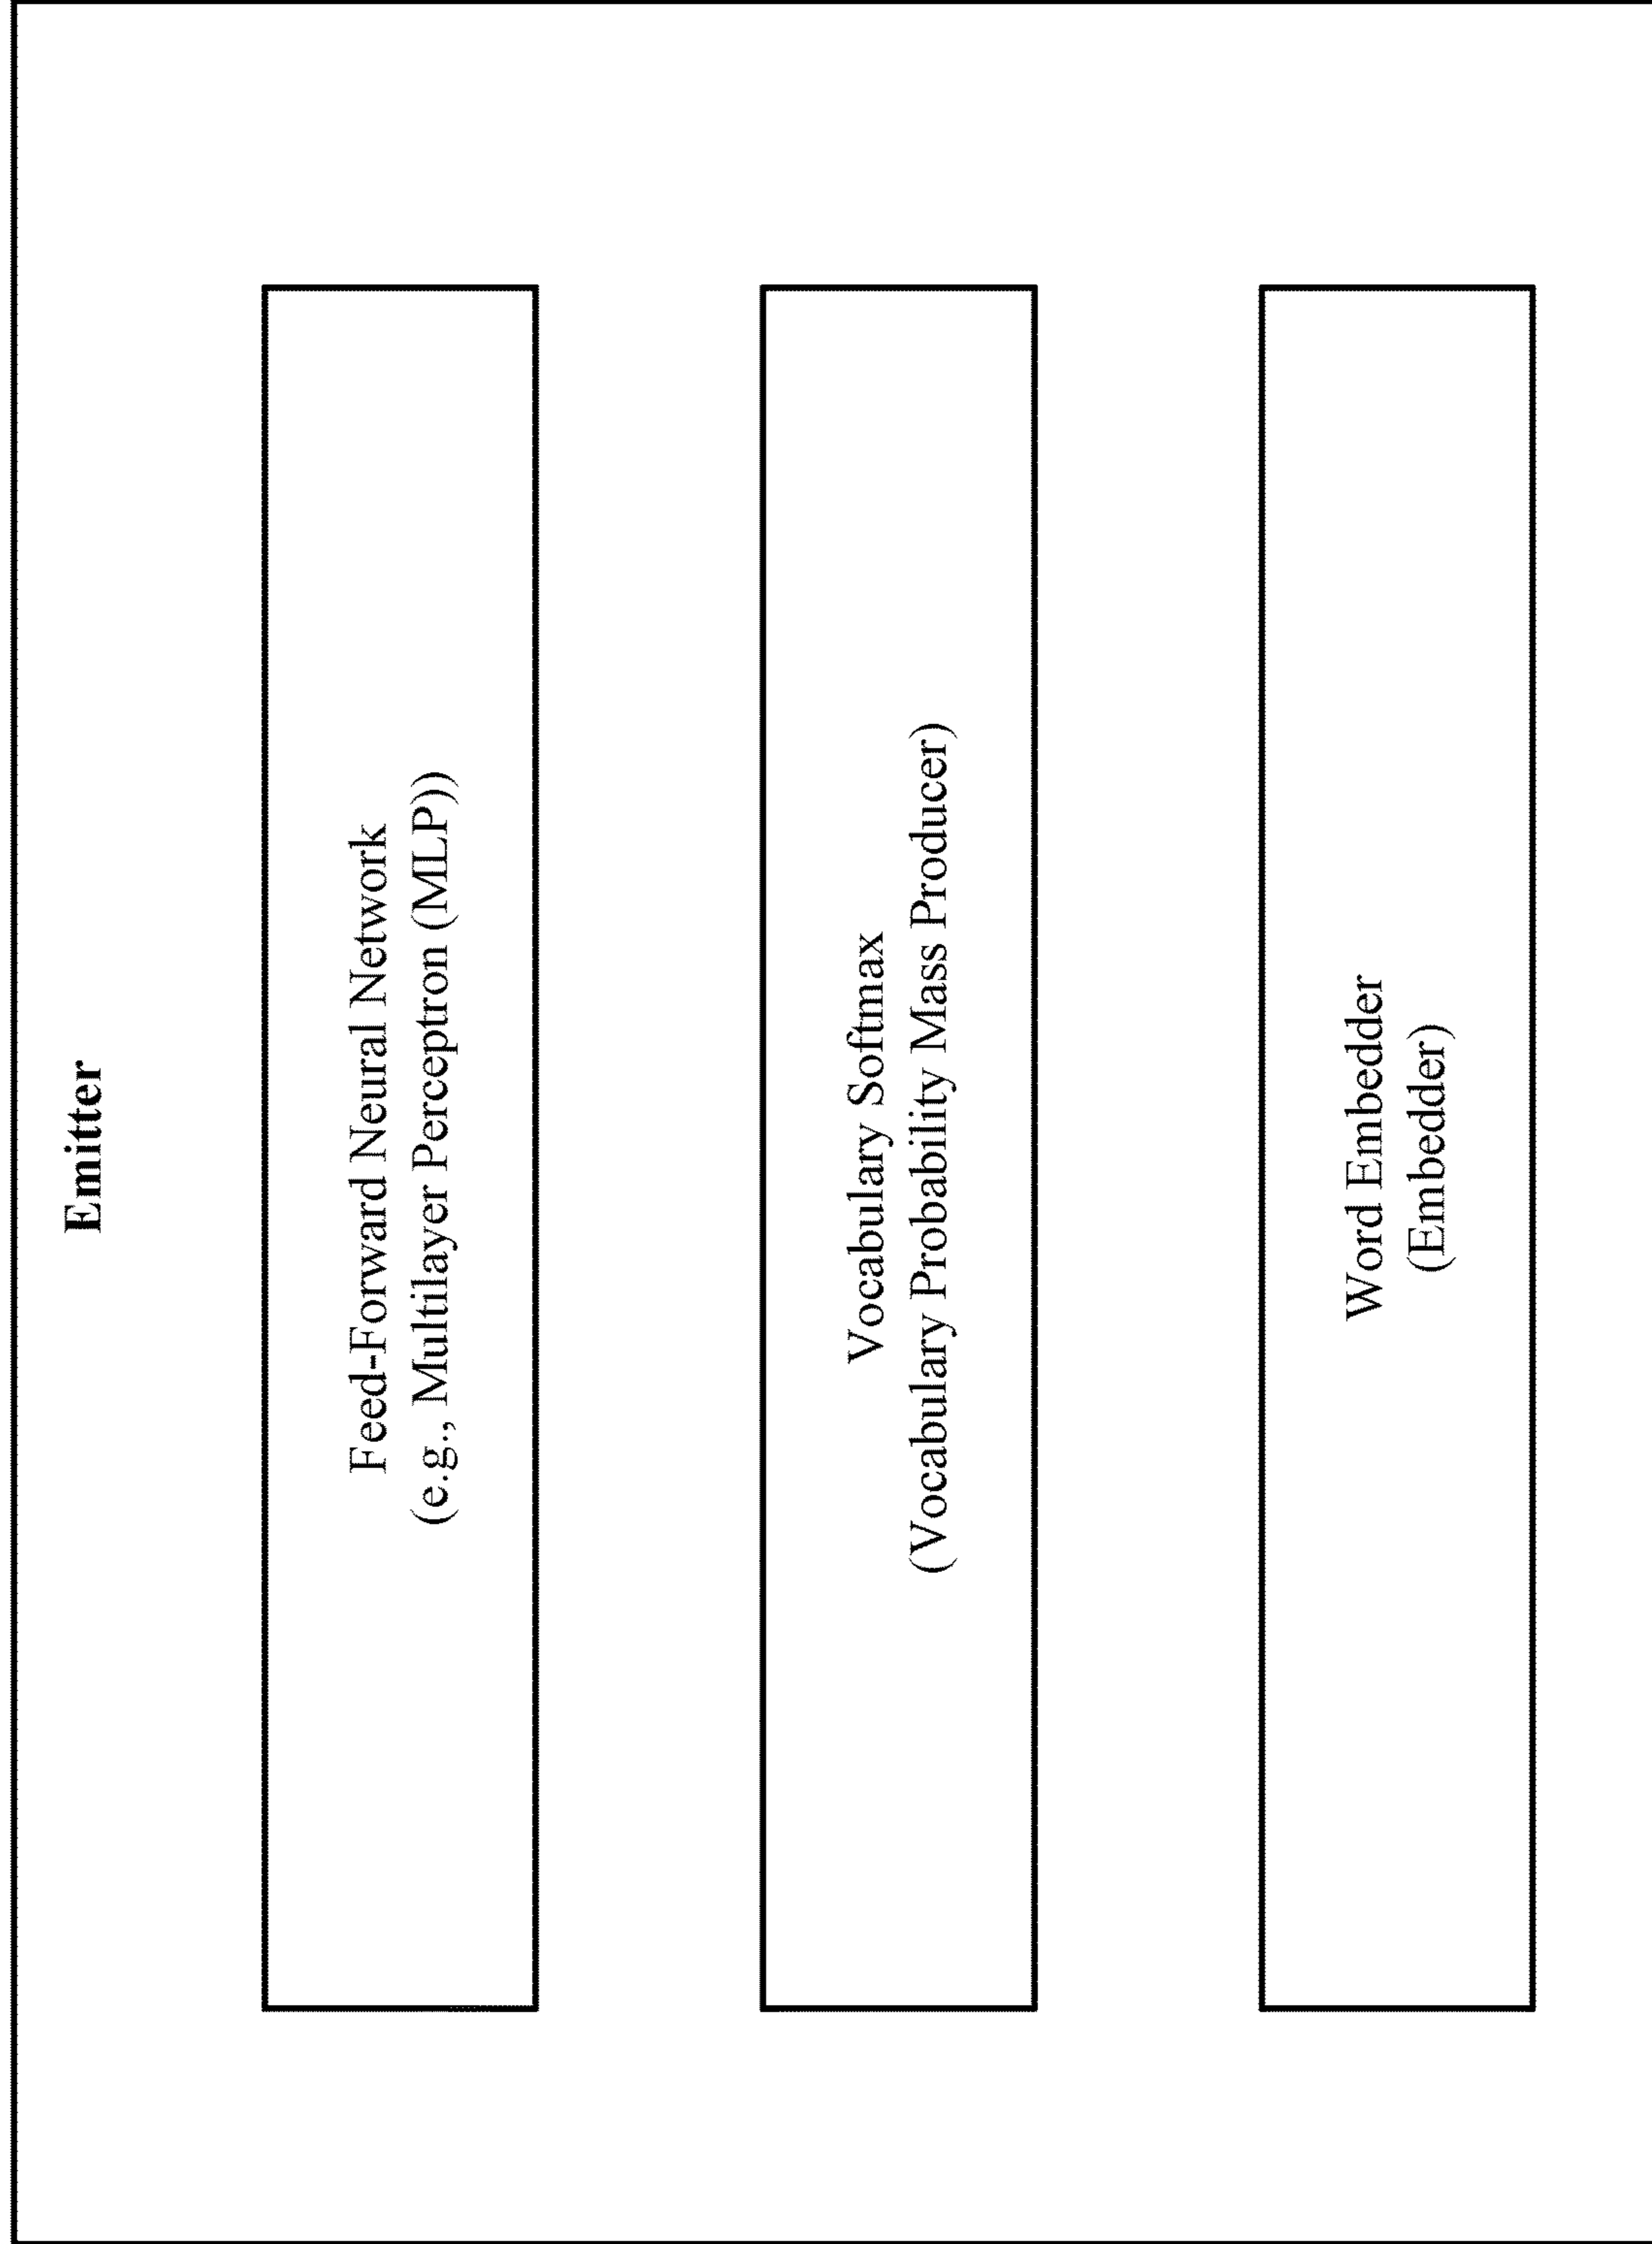 Emitter
Feed-Forward Neural Network
(e.g., Multilayer Perceptron (MLP))
Vocabulary Softmax
(Vocabulary Probability Mass Producer)
Word Embedder
(Embedder)